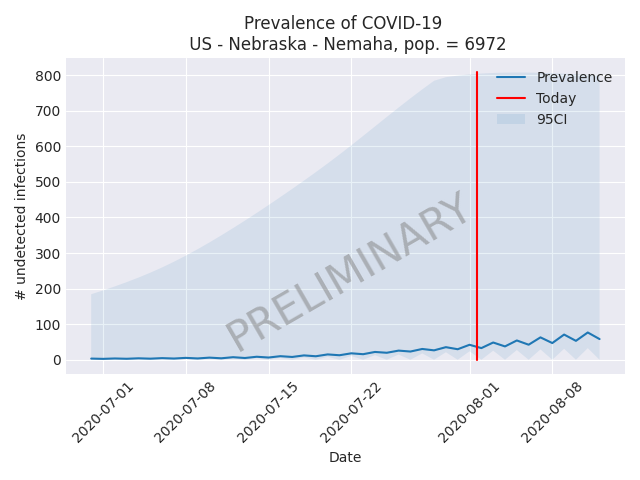 Prevalence of COVID-19
US - Nebraska - Nemaha, pop. = 6972
# undetected infections
800
700
600
500
400
300
200
100
0
Prevalence
Today
95CI
PRELIMINARY
2020-07-01
2020-07-08
2020-07-15
2020-07-22
2020-08-01
2020-08-08
Date